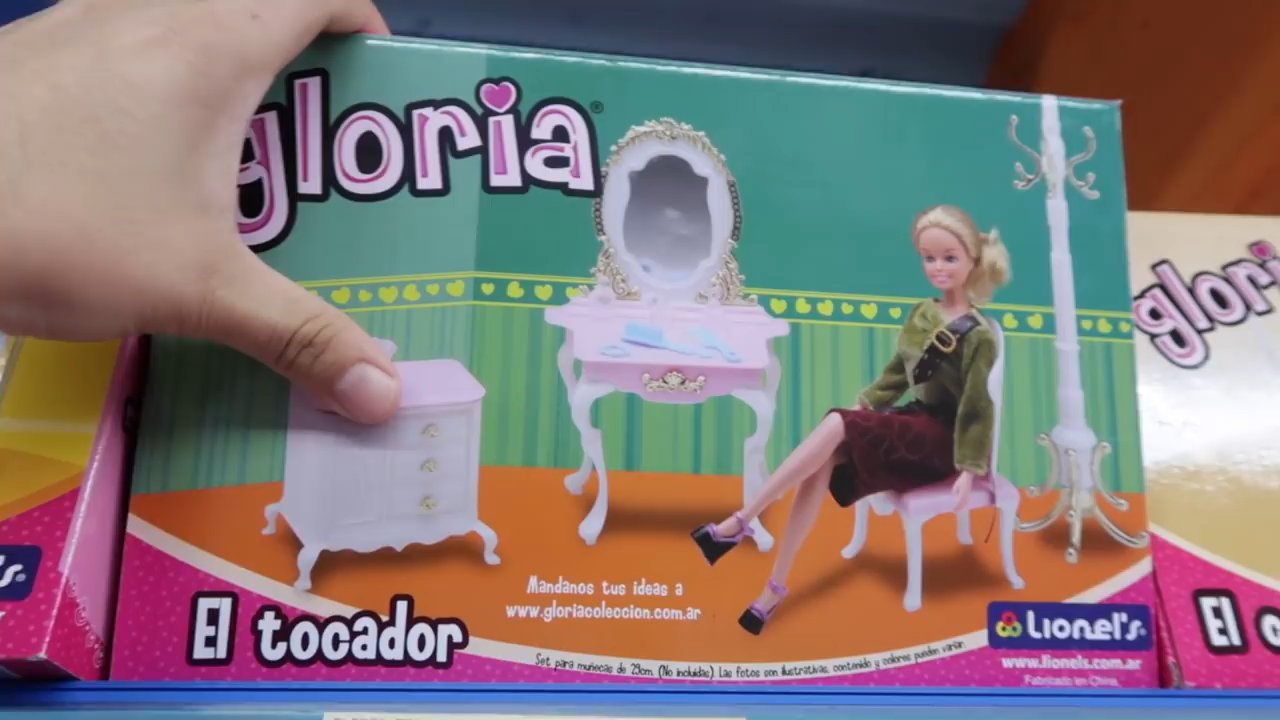 gloria®
glori
El tocador
Mandanos tus ideas a
www.gloriacoleccion.com.ar
Set para muñecas de 29cm. (No incluidas). Las fotos son ilustrativas, contenido y colores pueden variar.
Lionel's®
www.lionels.com.ar
Fabricado en China
's®
El